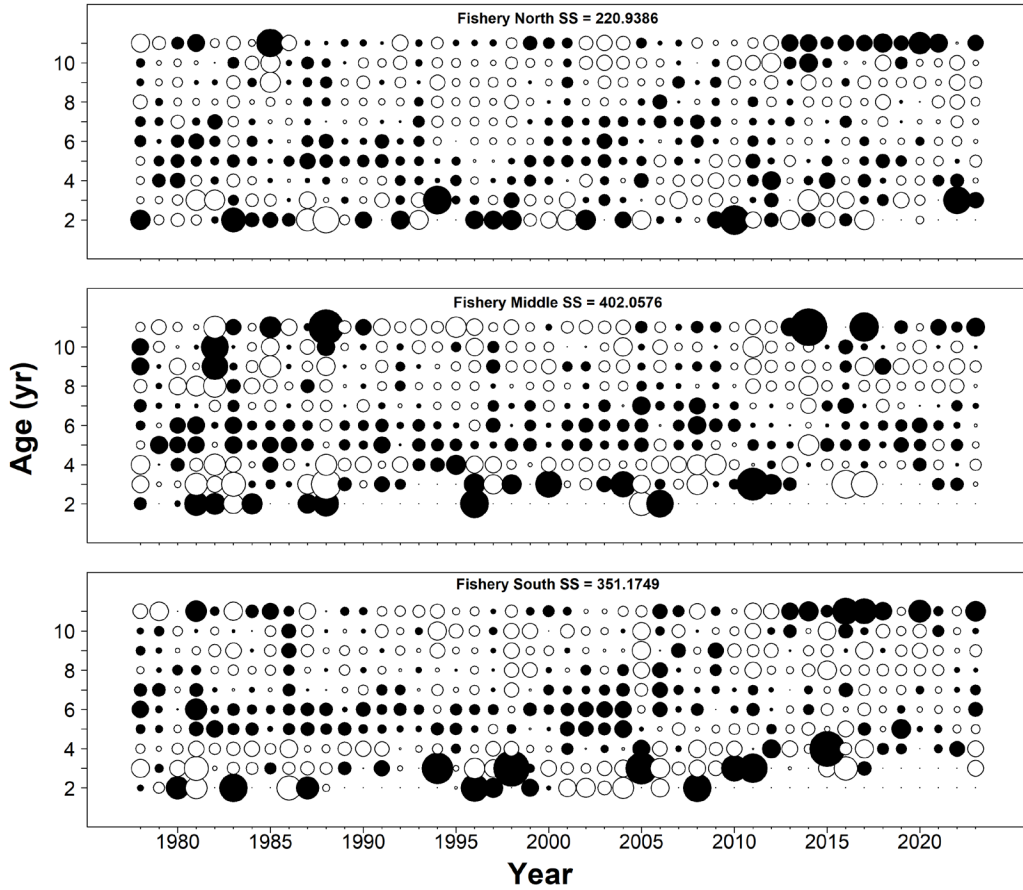 Fishery North SS = 220.9386
10
8
6
4
2
Fishery Middle SS = 402.0576
10
8
6
4
2
Age (yr)
Fishery South SS = 351.1749
10
8
6
4
2
1980 1985 1990 1995 2000 2005 2010 2015 2020
Year